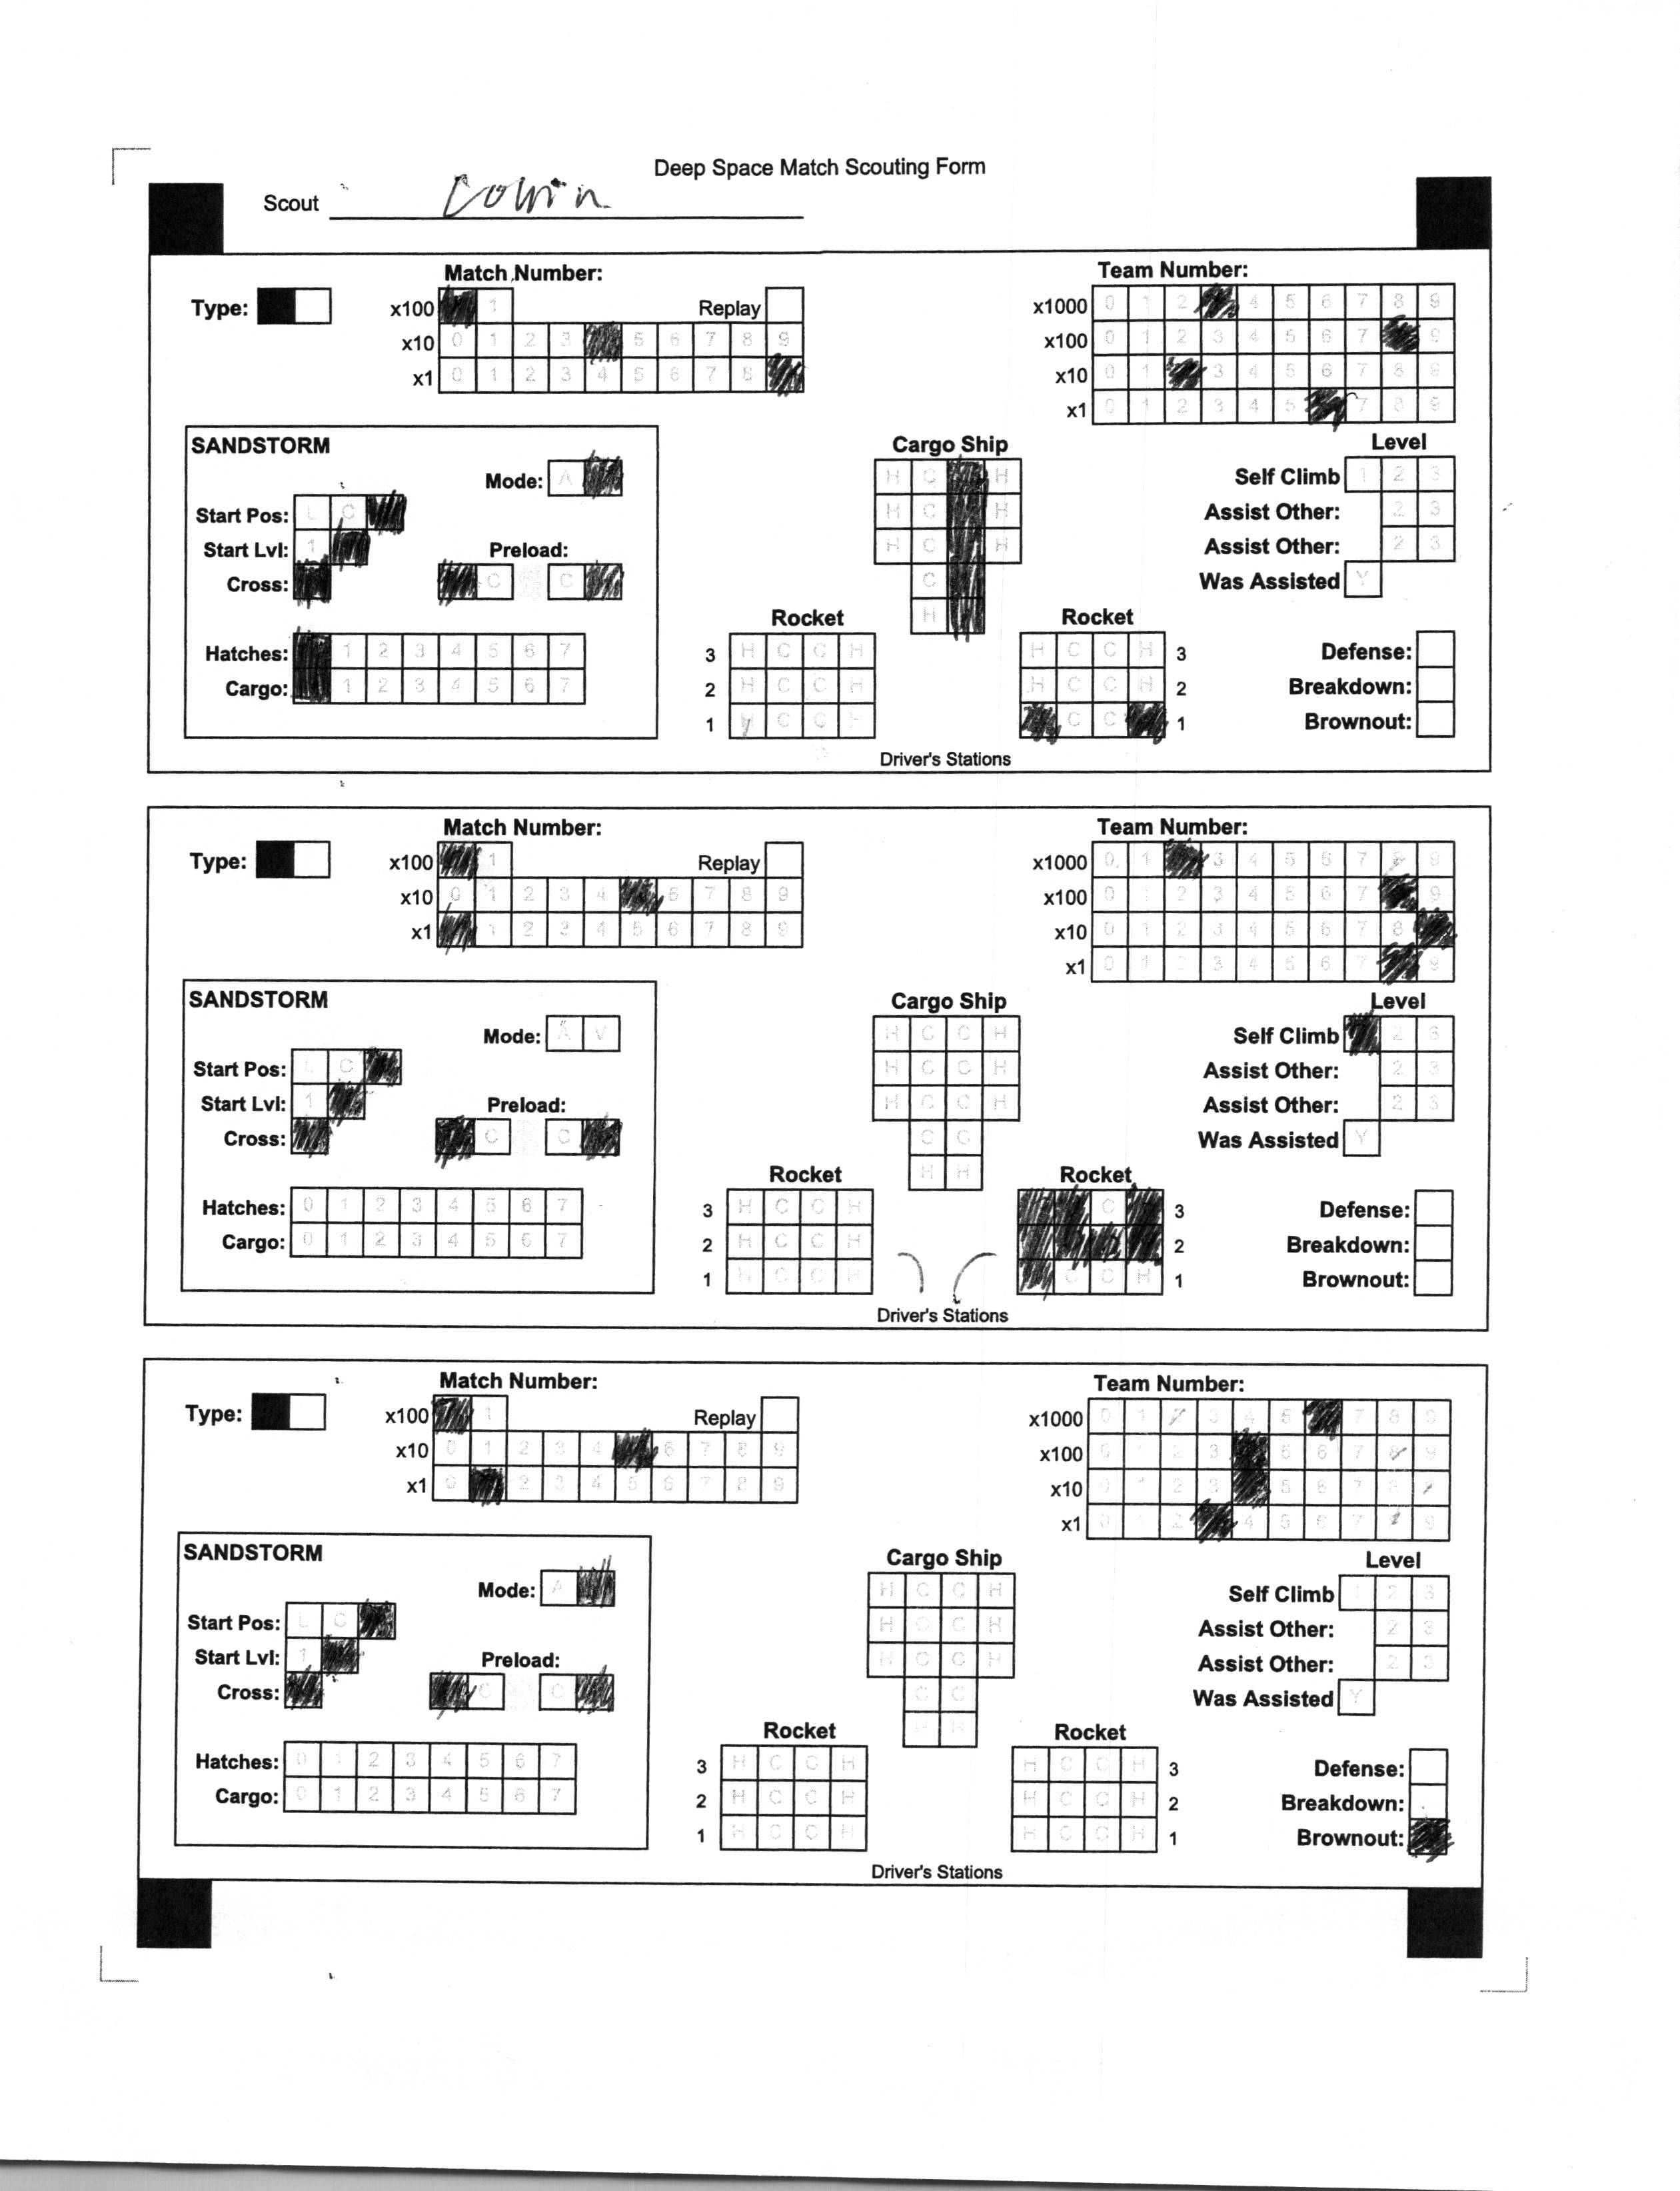 Deep Space Match Scouting Form
Scout Colin
Match Number: Team Number:
Type: x100 1 Replay x1000 0 1 2 4 5 6 7 8 9
x10 0 1 2 3 5 6 7 8 9 x100 0 1 2 3 4 5 6 7 9
x1 0 1 2 3 4 5 6 7 8 x10 0 1 3 4 5 6 7 8 9
x1 0 1 2 3 4 5 7 8 9
SANDSTORM Cargo Ship Level
Mode: A H C H Self Climb 1 2 3
Start Pos: L C H C H Assist Other: 2 3
Start Lvl: 1 Preload: H C H Assist Other: 2 3
Cross: C C C Was Assisted Y
H
Rocket Rocket
Hatches: 1 2 3 4 5 6 7 3 H C C H H C C H 3 Defense:
Cargo: 1 2 3 4 5 6 7 2 H C C H H C C H 2 Breakdown:
1 H C C H C C 1 Brownout:
Driver's Stations
Match Number: Team Number:
Type: x100 1 Replay x1000 0 1 3 4 5 6 7 8 9
x10 0 1 2 3 4 6 7 8 9 x100 0 1 2 3 4 5 6 7 9
x1 1 2 3 4 5 6 7 8 9 x10 0 1 2 3 4 5 6 7 8
x1 0 1 2 3 4 5 6 7 9
SANDSTORM Cargo Ship Level
Mode: A V H C C H Self Climb 2 3
Start Pos: L C H C C H Assist Other: 2 3
Start Lvl: 1 Preload: H C C H Assist Other: 2 3
Cross: C C C C Was Assisted Y
H H
Rocket Rocket
Hatches: 0 1 2 3 4 5 6 7 3 H C C H C 3 Defense:
Cargo: 0 1 2 3 4 5 6 7 2 H C C H 2 Breakdown:
1 H C C H C C H 1 Brownout:
Driver's Stations
Match Number: Team Number:
Type: x100 1 Replay x1000 0 1 2 3 4 5 7 8 9
x10 0 1 2 3 4 6 7 8 9 x100 0 1 2 3 5 6 7 8 9
x1 0 2 3 4 5 6 7 8 9 x10 0 1 2 3 5 6 7 8
x1 0 1 2 4 5 6 7 9
SANDSTORM Cargo Ship Level
Mode: A H C C H Self Climb 1 2 3
Start Pos: L C H C C H Assist Other: 2 3
Start Lvl: 1 Preload: H C C H Assist Other: 2 3
Cross: C C C C Was Assisted Y
H H
Rocket Rocket
Hatches: 0 1 2 3 4 5 6 7 3 H C C H H C C H 3 Defense:
Cargo: 0 1 2 3 4 5 6 7 2 H C C H H C C H 2 Breakdown:
1 H C C H H C C H 1 Brownout:
Driver's Stations